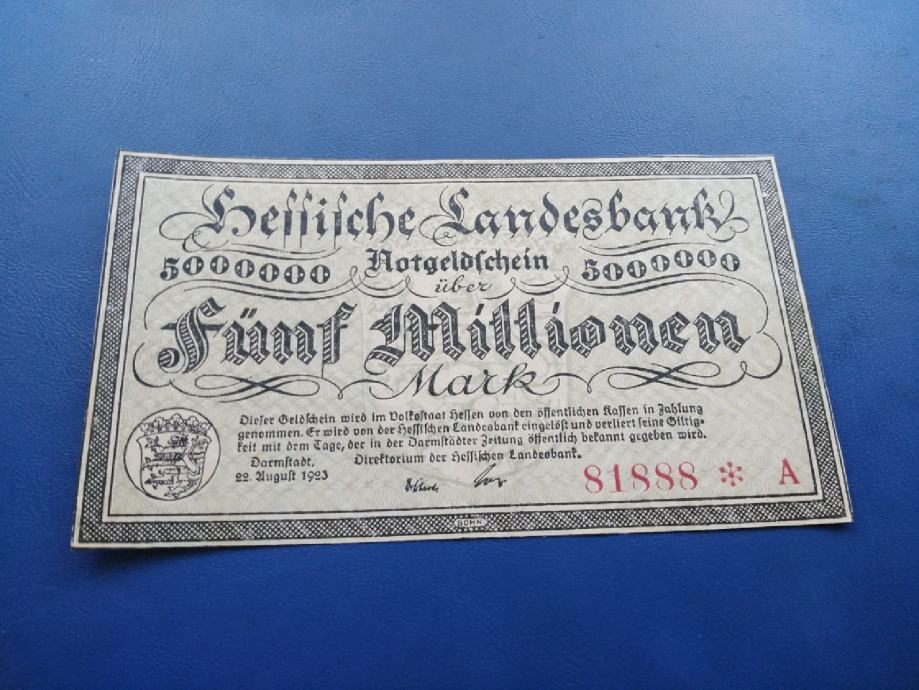 Hessische Landesbank
5000000 Notgeldschein 5000000
über
Fünf Millionen
Mark
Dieser Geldschein wird im Volksstaat Hessen von den öffentlichen Kassen in Zahlung
genommen. Er wird von der Hessischen Landesbank eingelöst und verliert seine Giltig-
keit mit dem Tage, der in der Darmstädter Zeitung öffentlich bekannt gegeben wird.
Darmstadt, Direktorium der Hessischen Landesbank.
22. August 1923
81888 * A
BOHN